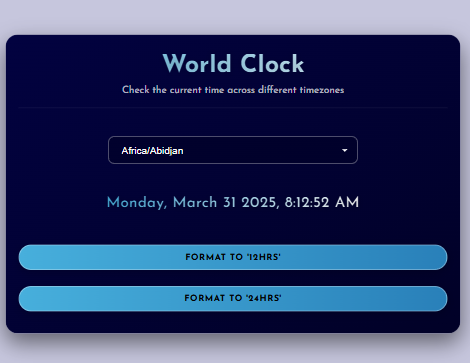 World Clock
Check the current time across different timezones
Africa/Abidjan
Monday, March 31 2025, 8:12:52 AM
FORMAT TO '12HRS'
FORMAT TO '24HRS'